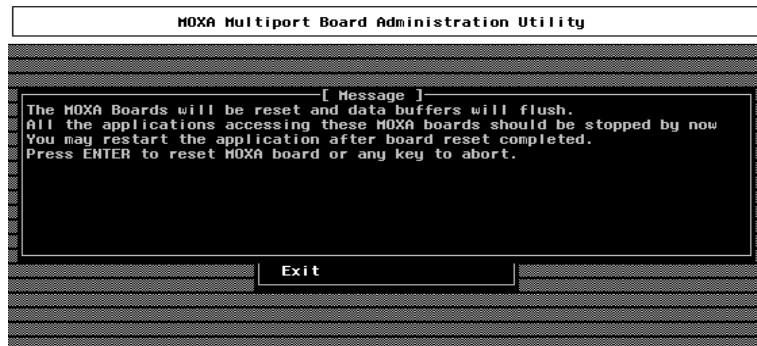 MOXA Multiport Board Administration Utility
[ Message ]
The MOXA Boards will be reset and data buffers will flush.
All the applications accessing these MOXA boards should be stopped by now
You may restart the application after board reset completed.
Press ENTER to reset MOXA board or any key to abort.
Exit